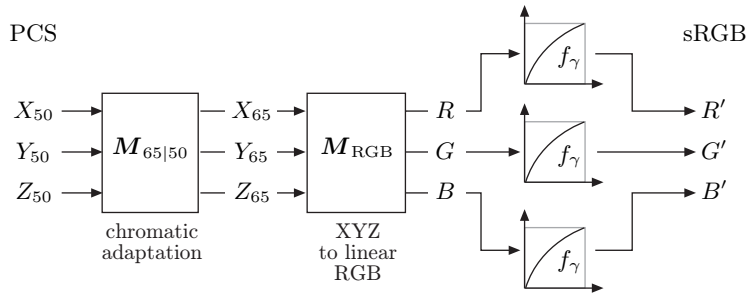 PCS sRGB
X₅₀ X₆₅ R fγ R′
Y₅₀ M₆₅|₅₀ Y₆₅ M_RGB G fγ G′
Z₅₀ Z₆₅ B fγ B′
chromatic
adaptation
XYZ
to linear
RGB